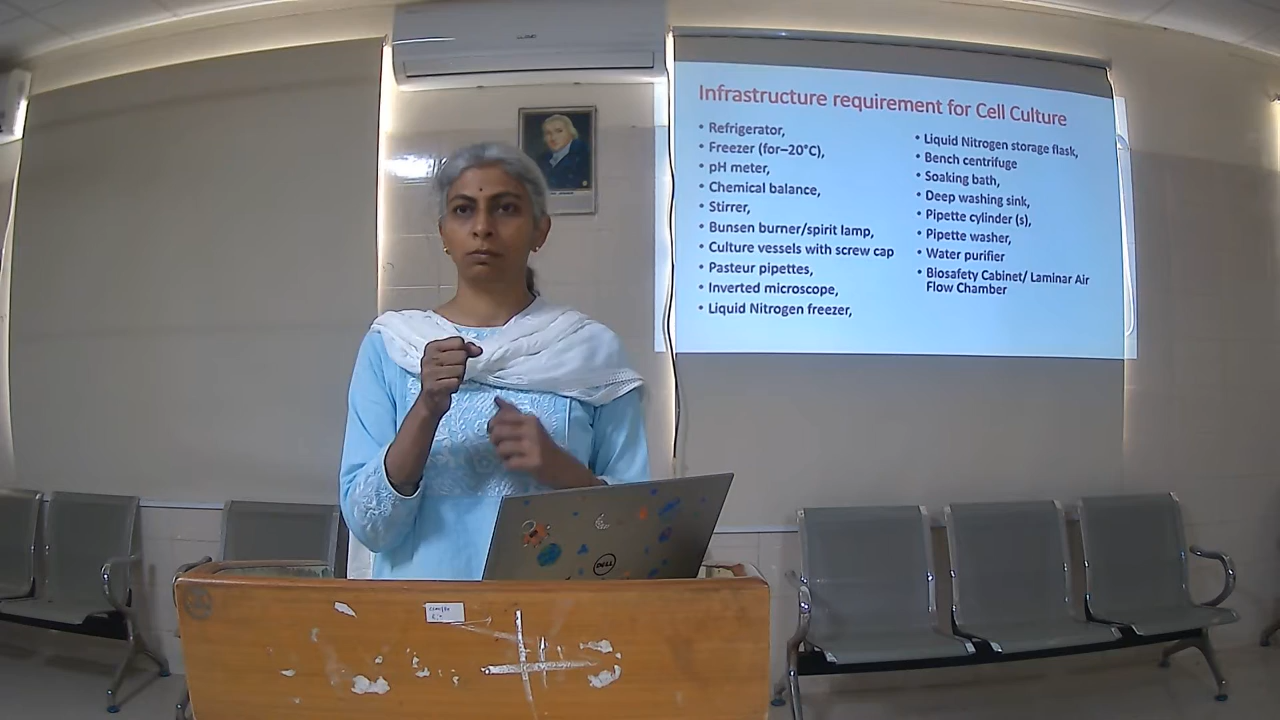 Infrastructure requirement for Cell Culture
• Refrigerator,
• Freezer (for–20°C),
• pH meter,
• Chemical balance,
• Stirrer,
• Bunsen burner/spirit lamp,
• Culture vessels with screw cap
• Pasteur pipettes,
• Inverted microscope,
• Liquid Nitrogen freezer,
• Liquid Nitrogen storage flask,
• Bench centrifuge
• Soaking bath,
• Deep washing sink,
• Pipette cylinder (s),
• Pipette washer,
• Water purifier
• Biosafety Cabinet/ Laminar Air
Flow Chamber
DELL